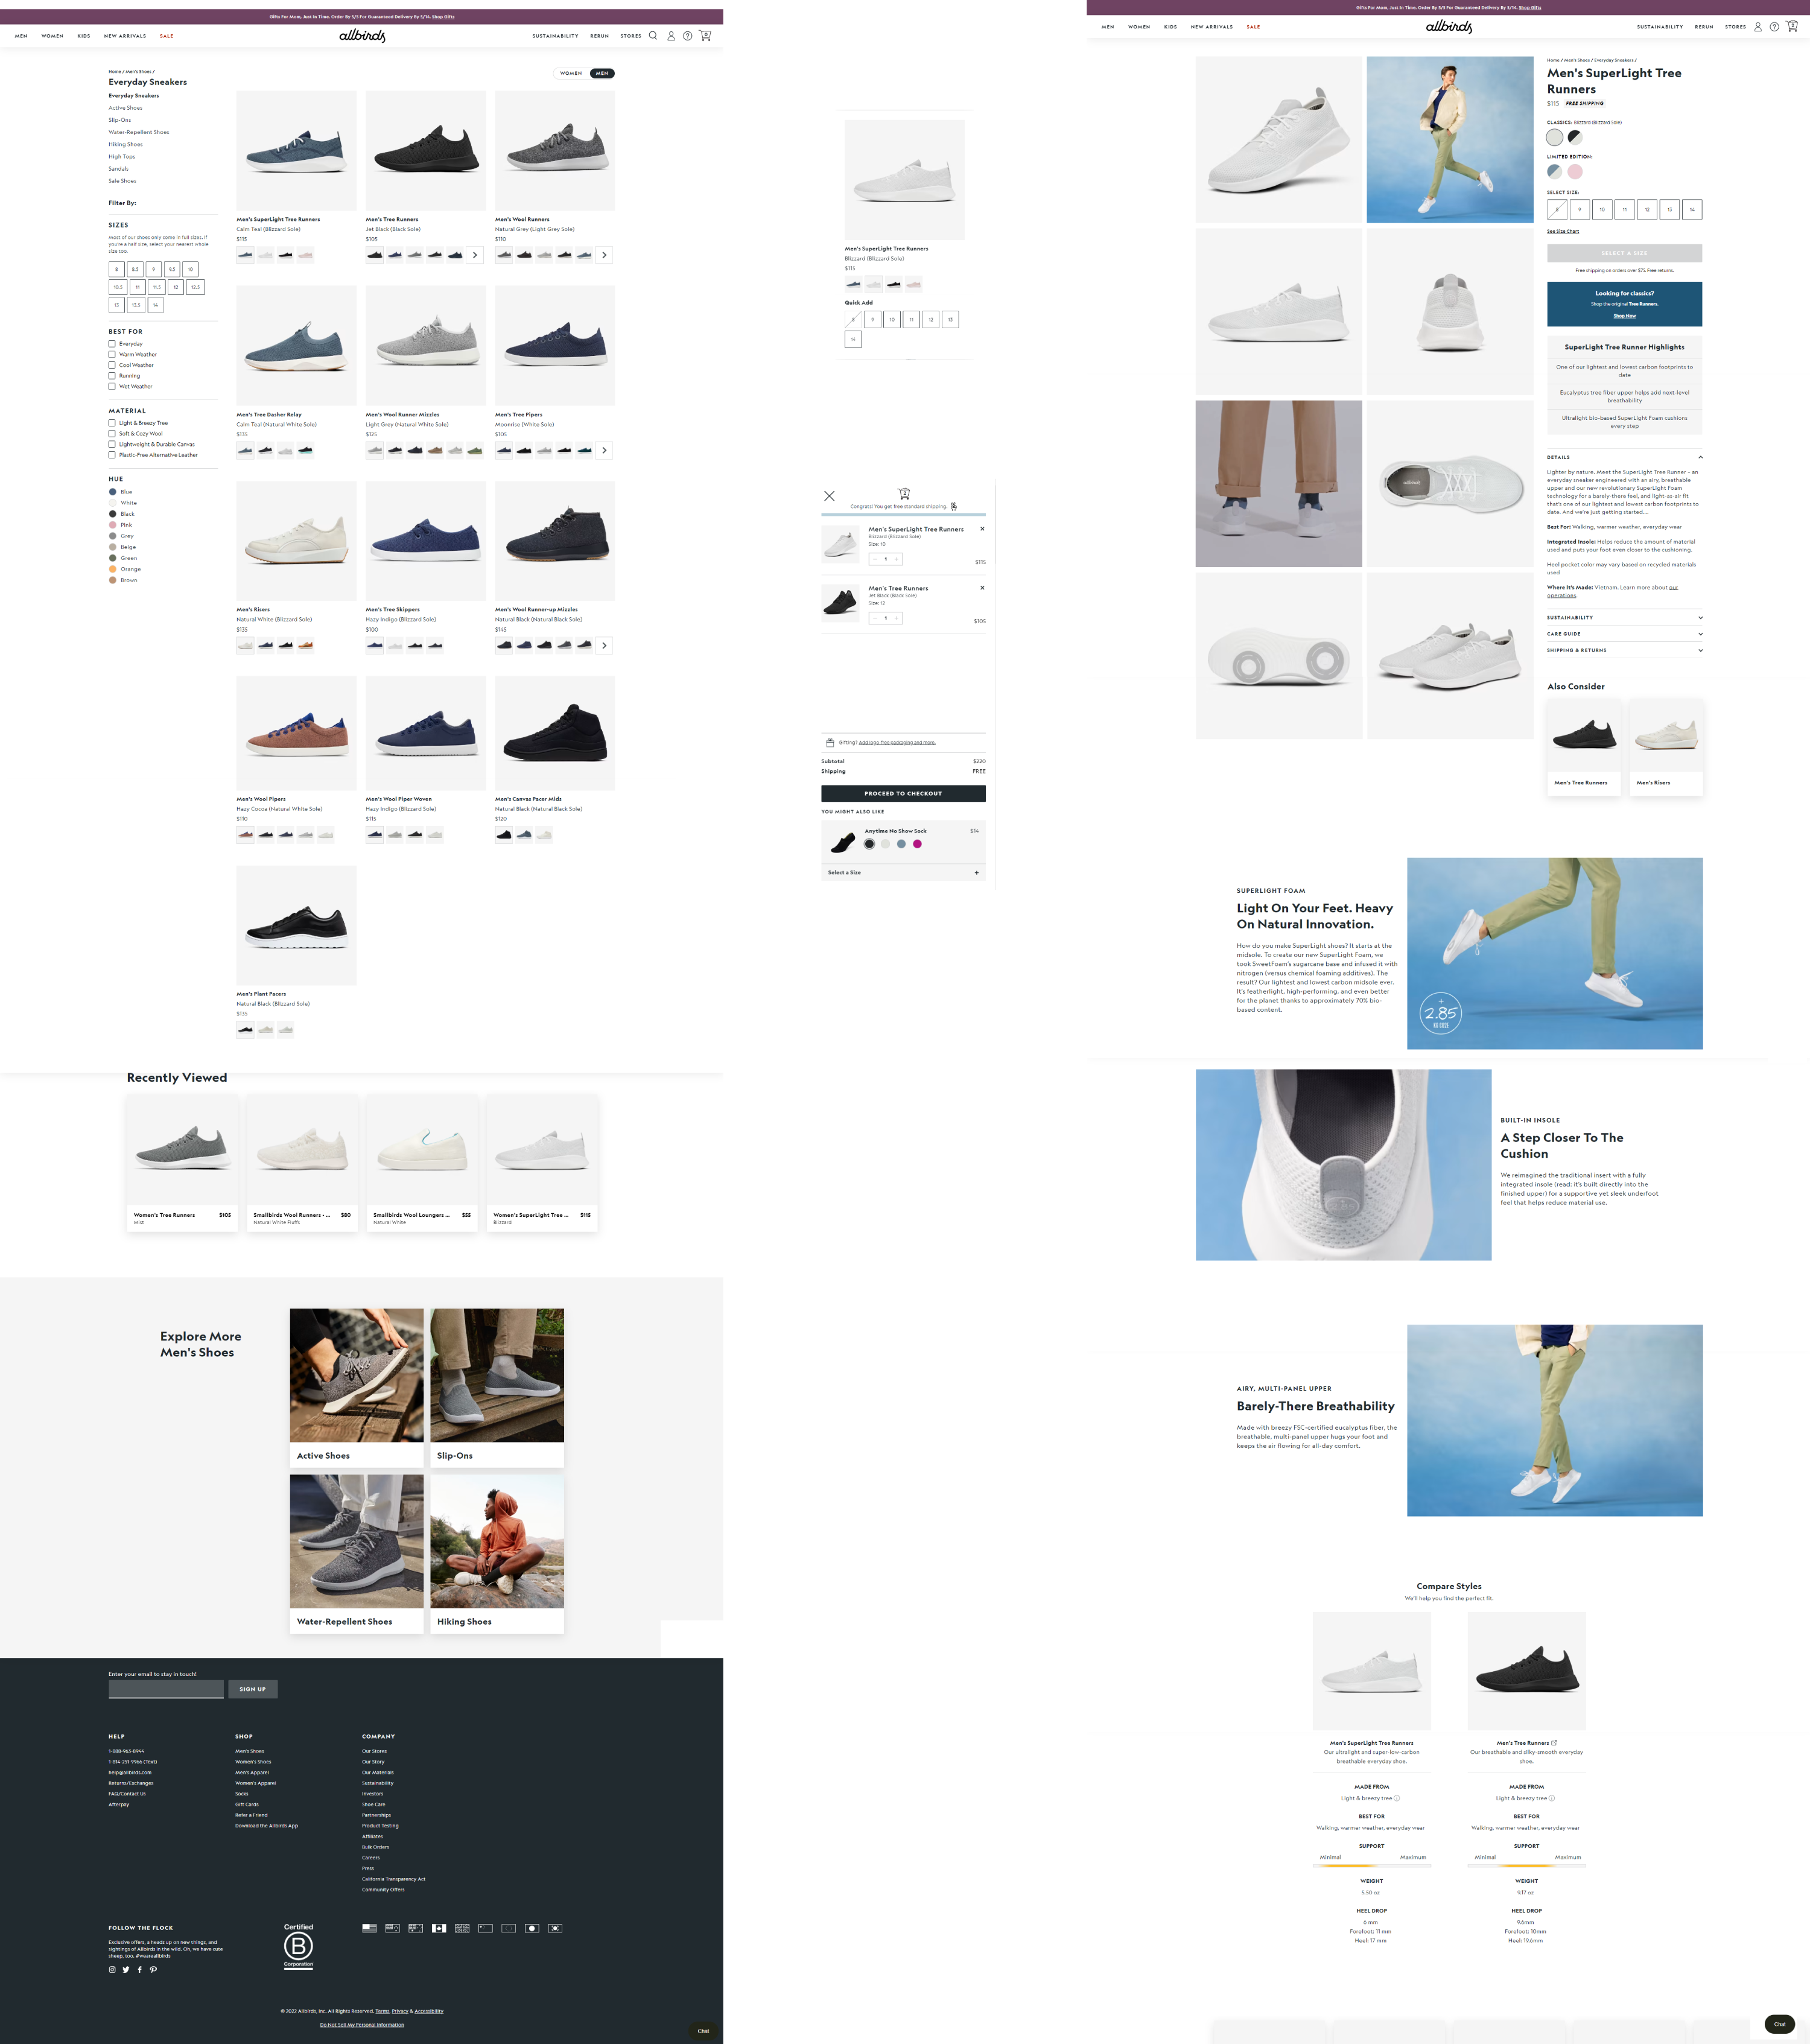 Gifts For Mom, Just In Time. Order By 5/5 For Guaranteed Delivery By 5/14. Shop Gifts
MEN WOMEN KIDS NEW ARRIVALS SALE
allbirds
SUSTAINABILITY RERUN STORES
Home / Men's Shoes /
Everyday Sneakers
WOMEN MEN
Everyday Sneakers
Active Shoes
Slip-Ons
Water-Repellent Shoes
Hiking Shoes
High Tops
Sandals
Sale Shoes
Filter By:
SIZES
Most of our shoes only come in full sizes. If
you're a half size, select your nearest whole
size too.
8 8.5 9 9.5 10
10.5 11 11.5 12 12.5
13 13.5 14
BEST FOR
Everyday
Warm Weather
Cool Weather
Running
Wet Weather
MATERIAL
Light & Breezy Tree
Soft & Cozy Wool
Lightweight & Durable Canvas
Plastic-Free Alternative Leather
HUE
Blue
White
Black
Pink
Grey
Beige
Green
Orange
Brown
Men's SuperLight Tree Runners
Calm Teal (Blizzard Sole)
$115
Men's Tree Runners
Jet Black (Black Sole)
$105
Men's Wool Runners
Natural Grey (Light Grey Sole)
$110
Men's Tree Dasher Relay
Calm Teal (Natural White Sole)
$135
Men's Wool Runner Mizzles
Light Grey (Natural White Sole)
$125
Men's Tree Pipers
Moonrise (White Sole)
$105
Men's Risers
Natural White (Blizzard Sole)
$135
Men's Tree Skippers
Hazy Indigo (Blizzard Sole)
$100
Men's Wool Runner-up Mizzles
Natural Black (Natural Black Sole)
$145
Men's Wool Pipers
Hazy Cocoa (Natural White Sole)
$110
Men's Wool Piper Woven
Hazy Indigo (Blizzard Sole)
$115
Men's Canvas Pacer Mids
Natural Black (Natural Black Sole)
$120
Men's Plant Pacers
Natural Black (Blizzard Sole)
$135
Recently Viewed
Women's Tree Runners $105
Mist
Smallbirds Wool Runners - ... $80
Natural White Fluffs
Smallbirds Wool Loungers ... $55
Natural White
Women's SuperLight Tree ... $115
Blizzard
Explore More
Men's Shoes
Active Shoes
Slip-Ons
Water-Repellent Shoes
Hiking Shoes
Enter your email to stay in touch!
SIGN UP
HELP
1-888-963-8944
1-814-251-9966 (Text)
help@allbirds.com
Returns/Exchanges
FAQ/Contact Us
Afterpay
SHOP
Men's Shoes
Women's Shoes
Men's Apparel
Women's Apparel
Socks
Gift Cards
Refer a Friend
Download the Allbirds App
COMPANY
Our Stores
Our Story
Our Materials
Sustainability
Investors
Shoe Care
Partnerships
Product Testing
Affiliates
Bulk Orders
Careers
Press
California Transparency Act
Community Offers
FOLLOW THE FLOCK
Exclusive offers, a heads up on new things, and
sightings of Allbirds in the wild. Oh, we have cute
sheep, too. #weareallbirds
Certified
B
Corporation
© 2022 Allbirds, Inc. All Rights Reserved. Terms, Privacy & Accessibility
Do Not Sell My Personal Information
Chat
Men's SuperLight Tree Runners
Blizzard (Blizzard Sole)
$115
Quick Add
8 9 10 11 12 13
14
2
Congrats! You get free standard shipping.
Men's SuperLight Tree Runners
Blizzard (Blizzard Sole)
Size: 10
1
$115
Men's Tree Runners
Jet Black (Black Sole)
Size: 12
1
$105
Gifting? Add logo-free packaging and more.
Subtotal $220
Shipping FREE
PROCEED TO CHECKOUT
YOU MIGHT ALSO LIKE
Anytime No Show Sock $14
Select a Size +
Gifts For Mom, Just In Time. Order By 5/5 For Guaranteed Delivery By 5/14. Shop Gifts
MEN WOMEN KIDS NEW ARRIVALS SALE
allbirds
SUSTAINABILITY RERUN STORES
Home / Men's Shoes / Everyday Sneakers /
Men's SuperLight Tree
Runners
$115 FREE SHIPPING
CLASSICS: Blizzard (Blizzard Sole)
LIMITED EDITION:
SELECT SIZE:
8 9 10 11 12 13 14
See Size Chart
SELECT A SIZE
Free shipping on orders over $75. Free returns.
Looking for classics?
Shop the original Tree Runners.
Shop Now
SuperLight Tree Runner Highlights
One of our lightest and lowest carbon footprints to
date
Eucalyptus tree fiber upper helps add next-level
breathability
Ultralight bio-based SuperLight Foam cushions
every step
DETAILS
Lighter by nature. Meet the SuperLight Tree Runner - an
everyday sneaker engineered with an airy, breathable
upper and our new revolutionary SuperLight Foam
technology for a barely-there feel, and light-as-air fit
that's one of our lightest and lowest carbon footprints to
date. And we're just getting started....
Best For: Walking, warmer weather, everyday wear
Integrated Insole: Helps reduce the amount of material
used and puts your foot even closer to the cushioning.
Heel pocket color may vary based on recycled materials
used
Where It's Made: Vietnam. Learn more about our
operations.
SUSTAINABILITY
CARE GUIDE
SHIPPING & RETURNS
Also Consider
Men's Tree Runners
Men's Risers
SUPERLIGHT FOAM
Light On Your Feet. Heavy
On Natural Innovation.
How do you make SuperLight shoes? It starts at the
midsole. To create our new SuperLight Foam, we
took SweetFoam's sugarcane base and infused it with
nitrogen (versus chemical foaming additives). The
result? Our lightest and lowest carbon midsole ever.
It's featherlight, high-performing, and even better
for the planet thanks to approximately 70% bio-
based content.
+
2.85
KG CO2E
BUILT-IN INSOLE
A Step Closer To The
Cushion
We reimagined the traditional insert with a fully
integrated insole (read: it's built directly into the
finished upper) for a supportive yet sleek underfoot
feel that helps reduce material use.
AIRY, MULTI-PANEL UPPER
Barely-There Breathability
Made with breezy FSC-certified eucalyptus fiber, the
breathable, multi-panel upper hugs your foot and
keeps the air flowing for all-day comfort.
Compare Styles
We'll help you find the perfect fit.
Men's SuperLight Tree Runners
Our ultralight and super-low-carbon
breathable everyday shoe.
MADE FROM
Light & breezy tree
BEST FOR
Walking, warmer weather, everyday wear
SUPPORT
Minimal Maximum
WEIGHT
5.50 oz
HEEL DROP
6 mm
Forefoot: 11 mm
Heel: 17 mm
Men's Tree Runners
Our breathable and silky-smooth everyday
shoe.
MADE FROM
Light & breezy tree
BEST FOR
Walking, warmer weather, everyday wear
SUPPORT
Minimal Maximum
WEIGHT
9.17 oz
HEEL DROP
9.6mm
Forefoot: 10mm
Heel: 19.6mm
Chat